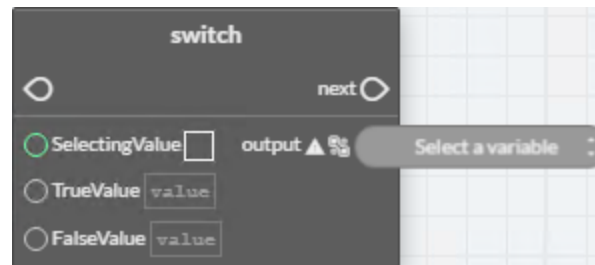 switch
next
SelectingValue output Select a variable
TrueValue value
FalseValue value